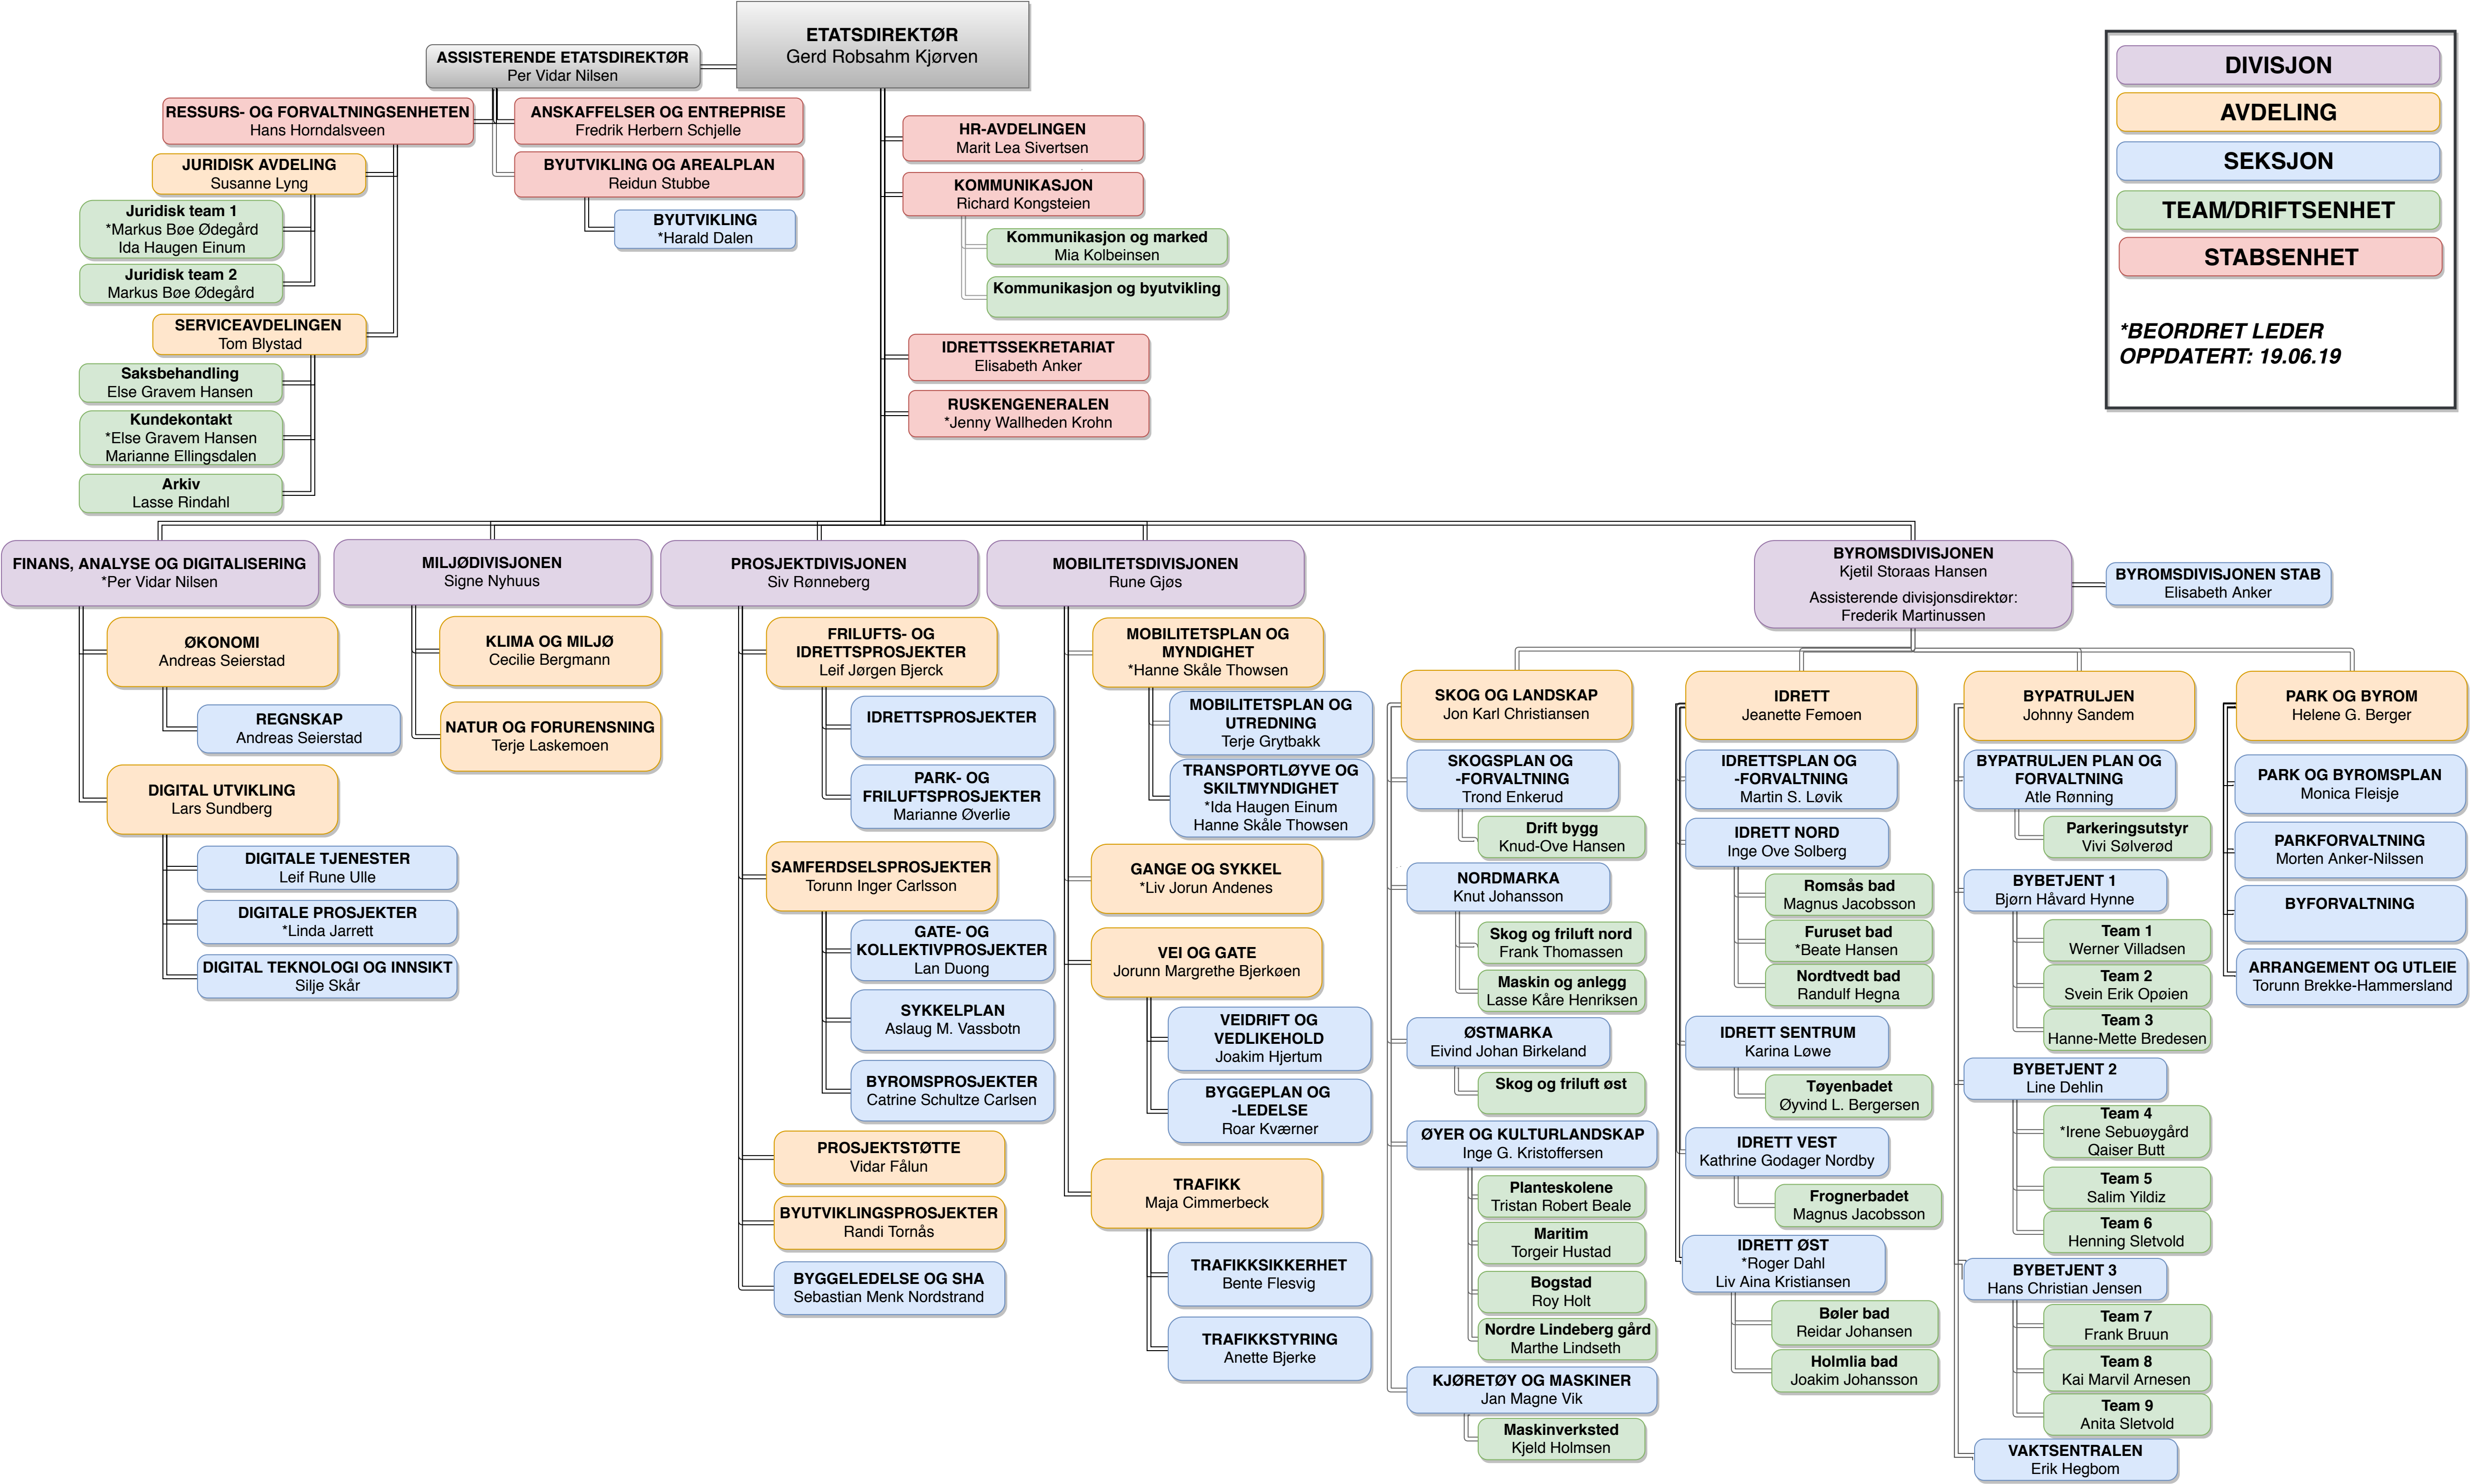 ETATSDIREKTØR
Gerd Robsahm Kjørven
ASSISTERENDE ETATSDIREKTØR
Per Vidar Nilsen
RESSURS- OG FORVALTNINGSENHETEN
Hans Horndalsveen
JURIDISK AVDELING
Susanne Lyng
Juridisk team 1
*Markus Bøe Ødegård
Ida Haugen Einum
Juridisk team 2
Markus Bøe Ødegård
SERVICEAVDELINGEN
Tom Blystad
Saksbehandling
Else Gravem Hansen
Kundekontakt
*Else Gravem Hansen
Marianne Ellingsdalen
Arkiv
Lasse Rindahl
ANSKAFFELSER OG ENTREPRISE
Fredrik Herbern Schjelle
BYUTVIKLING OG AREALPLAN
Reidun Stubbe
BYUTVIKLING
*Harald Dalen
HR-AVDELINGEN
Marit Lea Sivertsen
KOMMUNIKASJON
Richard Kongsteien
Kommunikasjon og marked
Mia Kolbeinsen
Kommunikasjon og byutvikling
IDRETTSSEKRETARIAT
Elisabeth Anker
RUSKENGENERALEN
*Jenny Wallheden Krohn
DIVISJON
AVDELING
SEKSJON
TEAM/DRIFTSENHET
STABSENHET
*BEORDRET LEDER
OPPDATERT: 19.06.19
FINANS, ANALYSE OG DIGITALISERING
*Per Vidar Nilsen
ØKONOMI
Andreas Seierstad
REGNSKAP
Andreas Seierstad
DIGITAL UTVIKLING
Lars Sundberg
DIGITALE TJENESTER
Leif Rune Ulle
DIGITALE PROSJEKTER
*Linda Jarrett
DIGITAL TEKNOLOGI OG INNSIKT
Silje Skår
MILJØDIVISJONEN
Signe Nyhuus
KLIMA OG MILJØ
Cecilie Bergmann
NATUR OG FORURENSNING
Terje Laskemoen
PROSJEKTDIVISJONEN
Siv Rønneberg
FRILUFTS- OG
IDRETTSPROSJEKTER
Leif Jørgen Bjerck
IDRETTSPROSJEKTER
PARK- OG
FRILUFTSPROSJEKTER
Marianne Øverlie
SAMFERDSELSPROSJEKTER
Torunn Inger Carlsson
GATE- OG
KOLLEKTIVPROSJEKTER
Lan Duong
SYKKELPLAN
Aslaug M. Vassbotn
BYROMSPROSJEKTER
Catrine Schultze Carlsen
PROSJEKTSTØTTE
Vidar Fålun
BYUTVIKLINGSPROSJEKTER
Randi Tornås
BYGGELEDELSE OG SHA
Sebastian Menk Nordstrand
MOBILITETSDIVISJONEN
Rune Gjøs
MOBILITETSPLAN OG
MYNDIGHET
*Hanne Skåle Thowsen
MOBILITETSPLAN OG
UTREDNING
Terje Grytbakk
TRANSPORTLØYVE OG
SKILTMYNDIGHET
*Ida Haugen Einum
Hanne Skåle Thowsen
GANGE OG SYKKEL
*Liv Jorun Andenes
VEI OG GATE
Jorunn Margrethe Bjerkøen
VEIDRIFT OG
VEDLIKEHOLD
Joakim Hjertum
BYGGEPLAN OG
-LEDELSE
Roar Kværner
TRAFIKK
Maja Cimmerbeck
TRAFIKKSIKKERHET
Bente Flesvig
TRAFIKKSTYRING
Anette Bjerke
BYROMSDIVISJONEN
Kjetil Storaas Hansen
Assisterende divisjonsdirektør:
Frederik Martinussen
BYROMSDIVISJONEN STAB
Elisabeth Anker
SKOG OG LANDSKAP
Jon Karl Christiansen
SKOGSPLAN OG
-FORVALTNING
Trond Enkerud
Drift bygg
Knud-Ove Hansen
NORDMARKA
Knut Johansson
Skog og friluft nord
Frank Thomassen
Maskin og anlegg
Lasse Kåre Henriksen
ØSTMARKA
Eivind Johan Birkeland
Skog og friluft øst
ØYER OG KULTURLANDSKAP
Inge G. Kristoffersen
Planteskolene
Tristan Robert Beale
Maritim
Torgeir Hustad
Bogstad
Roy Holt
Nordre Lindeberg gård
Marthe Lindseth
KJØRETØY OG MASKINER
Jan Magne Vik
Maskinverksted
Kjeld Holmsen
IDRETT
Jeanette Femoen
IDRETTSPLAN OG
-FORVALTNING
Martin S. Løvik
IDRETT NORD
Inge Ove Solberg
Romsås bad
Magnus Jacobsson
Furuset bad
*Beate Hansen
Nordtvedt bad
Randulf Hegna
IDRETT SENTRUM
Karina Løwe
Tøyenbadet
Øyvind L. Bergersen
IDRETT VEST
Kathrine Godager Nordby
Frognerbadet
Magnus Jacobsson
IDRETT ØST
*Roger Dahl
Liv Aina Kristiansen
Bøler bad
Reidar Johansen
Holmlia bad
Joakim Johansson
BYPATRULJEN
Johnny Sandem
BYPATRULJEN PLAN OG
FORVALTNING
Atle Rønning
Parkeringsutstyr
Vivi Sølverød
BYBETJENT 1
Bjørn Håvard Hynne
Team 1
Werner Villadsen
Team 2
Svein Erik Opøien
Team 3
Hanne-Mette Bredesen
BYBETJENT 2
Line Dehlin
Team 4
*Irene Sebuøygård
Qaiser Butt
Team 5
Salim Yildiz
Team 6
Henning Sletvold
BYBETJENT 3
Hans Christian Jensen
Team 7
Frank Bruun
Team 8
Kai Marvil Arnesen
Team 9
Anita Sletvold
VAKTSENTRALEN
Erik Hegbom
PARK OG BYROM
Helene G. Berger
PARK OG BYROMSPLAN
Monica Fleisje
PARKFORVALTNING
Morten Anker-Nilssen
BYFORVALTNING
ARRANGEMENT OG UTLEIE
Torunn Brekke-Hammersland